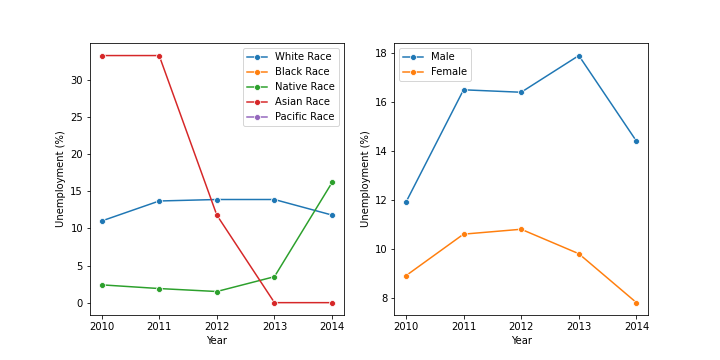 White Race
Black Race
Native Race
Asian Race
Pacific Race
30
25
20
15
10
5
0
Unemployment (%)
2010 2011 2012 2013 2014
Year
Male
Female
18
16
14
12
10
8
Unemployment (%)
2010 2011 2012 2013 2014
Year